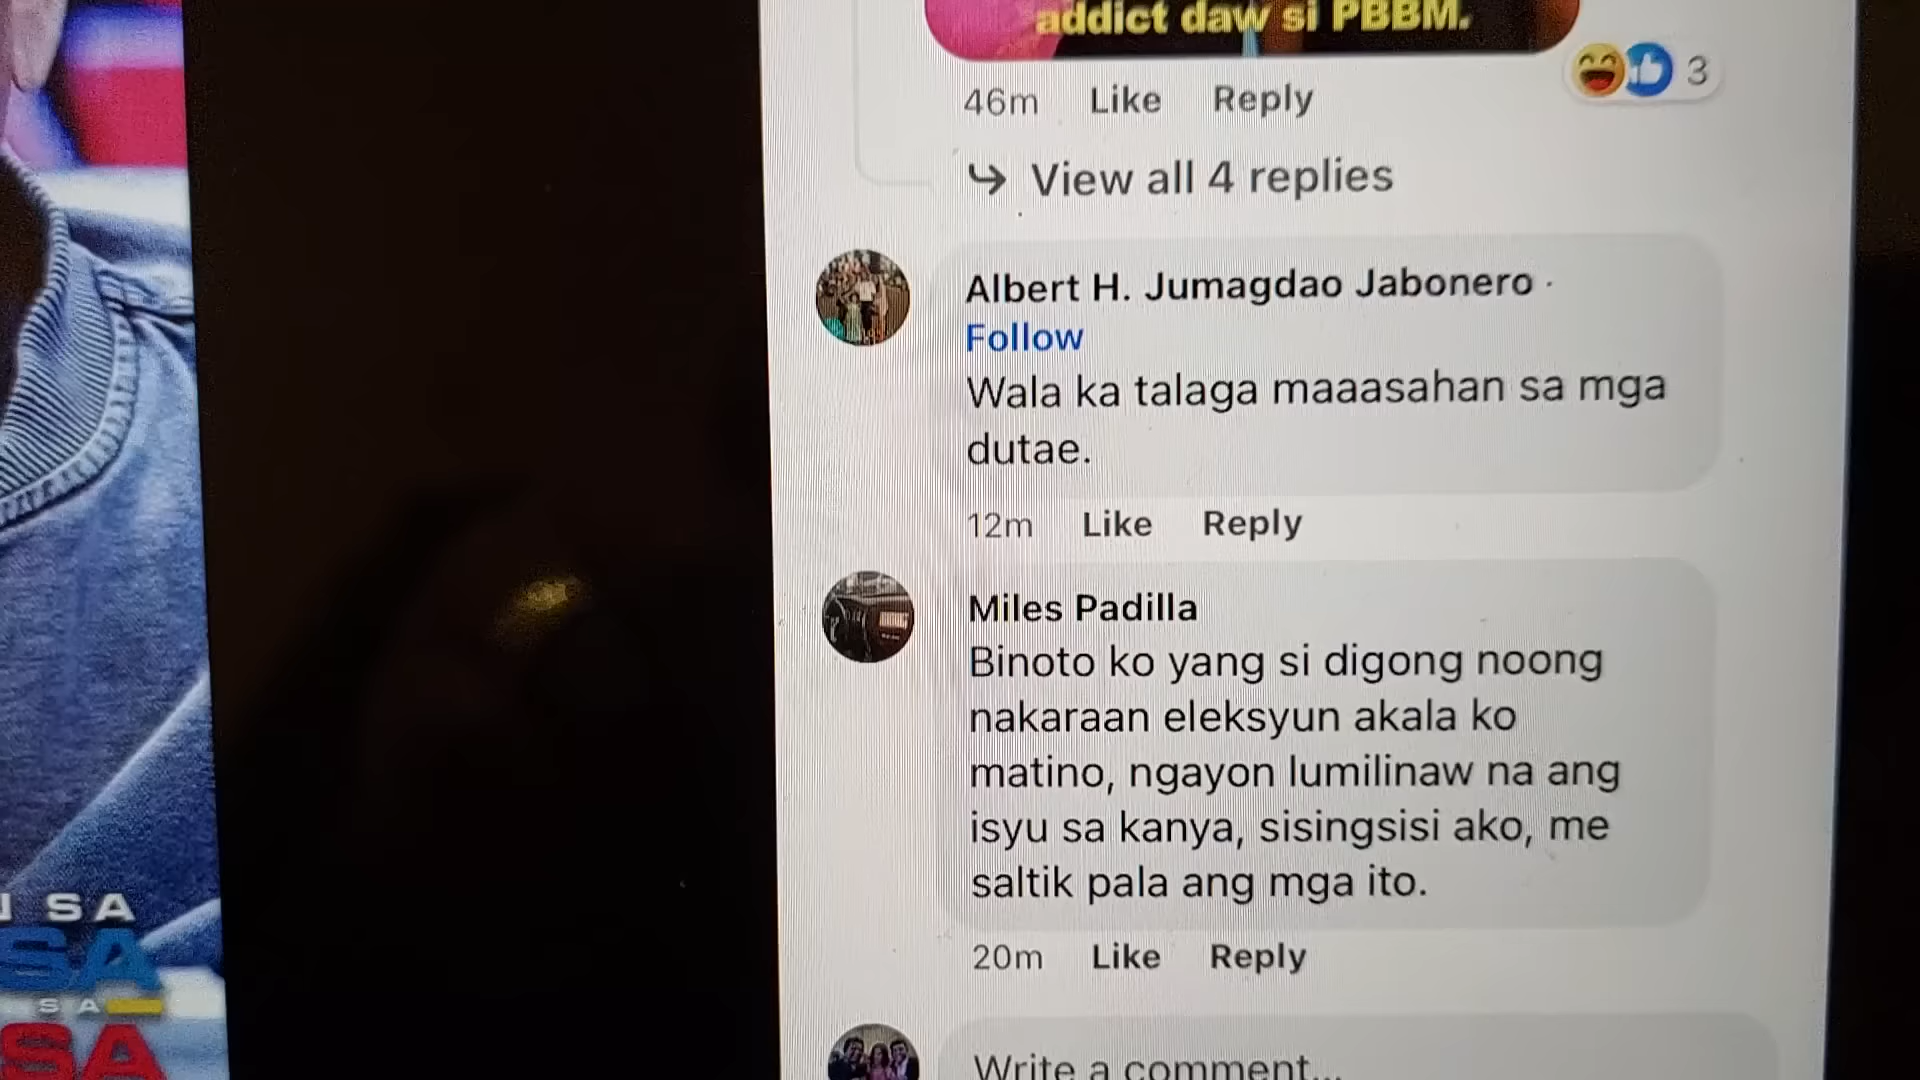 addict daw si PBBM.
3
46m Like Reply
View all 4 replies
Albert H. Jumagdao Jabonero ·
Follow
Wala ka talaga maaasahan sa mga
dutae.
12m Like Reply
Miles Padilla
Binoto ko yang si digong noong
nakaraan eleksyun akala ko
matino, ngayon lumilinaw na ang
isyu sa kanya, sisingsisi ako, me
saltik pala ang mga ito.
20m Like Reply
Write a comment...
SA
SA
SA
SA